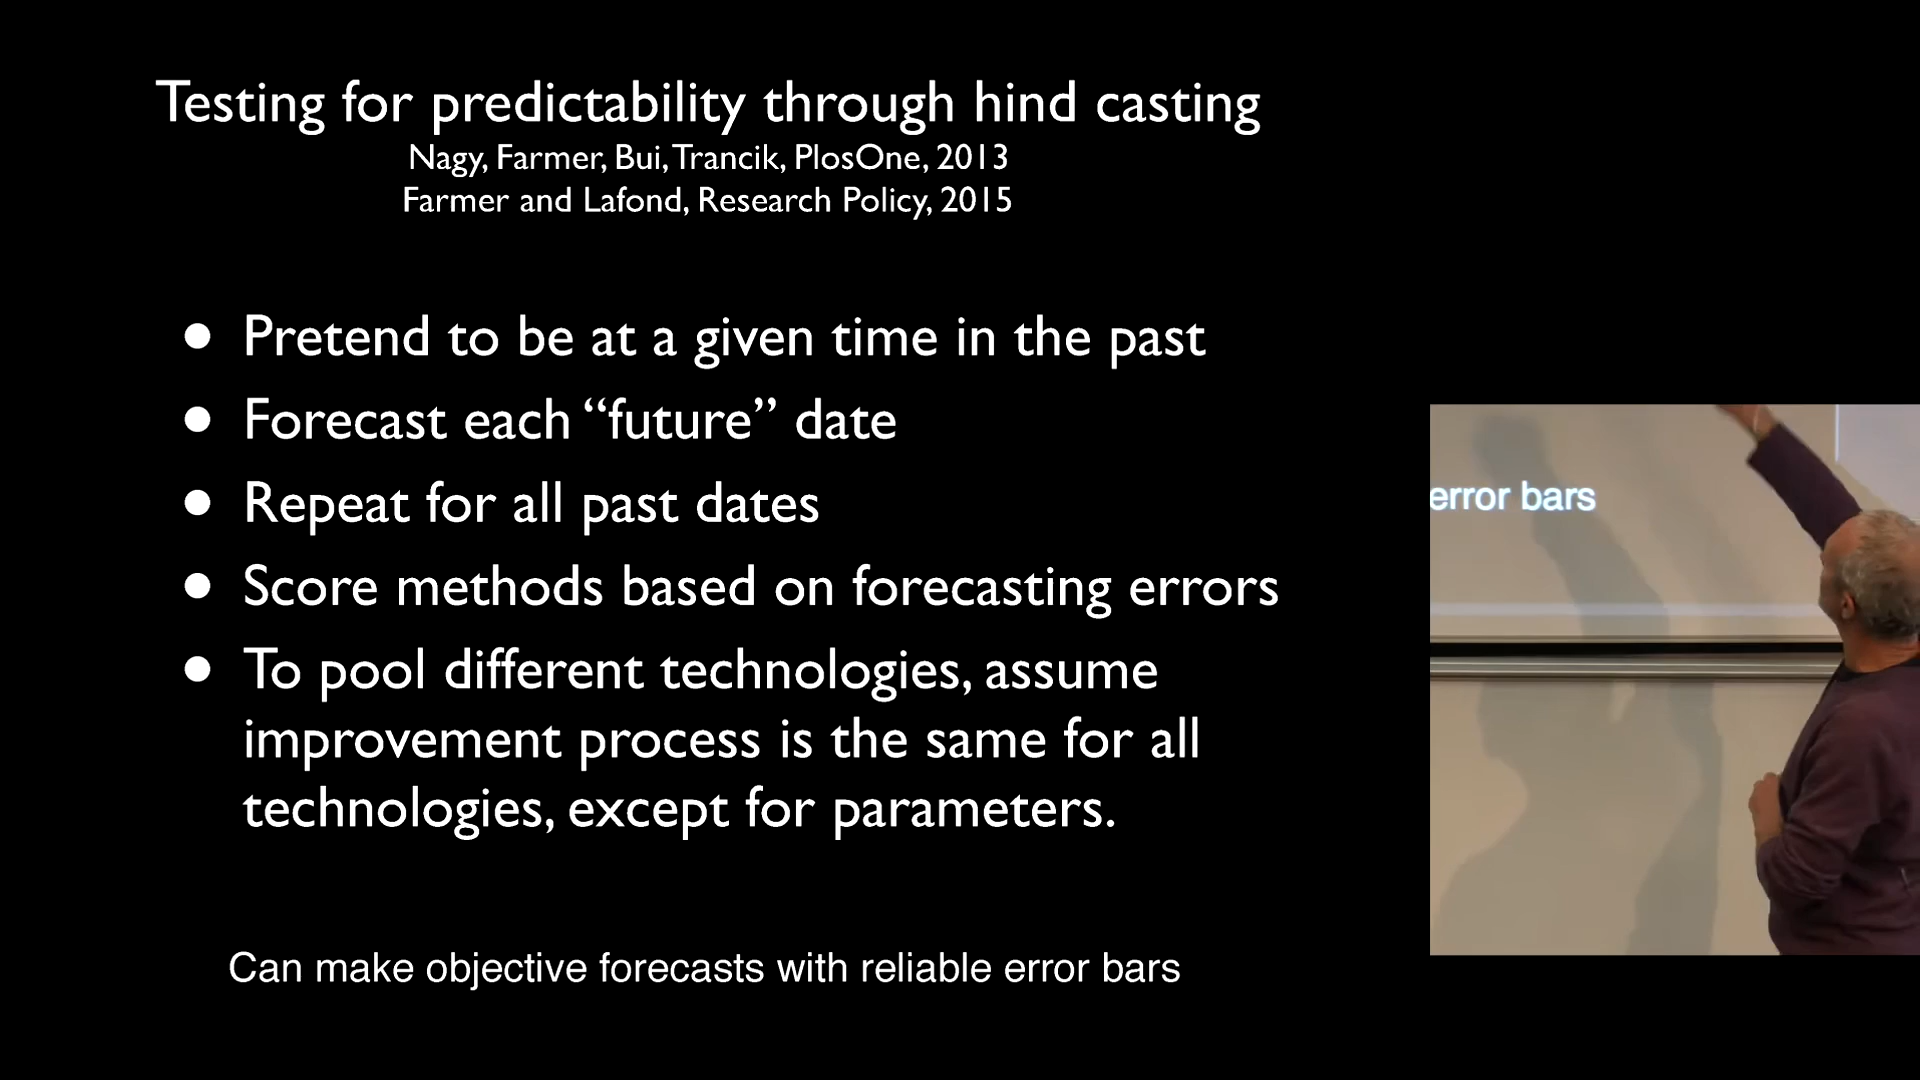 Testing for predictability through hind casting
Nagy, Farmer, Bui, Trancik, PlosOne, 2013
Farmer and Lafond, Research Policy, 2015
● Pretend to be at a given time in the past
● Forecast each “future” date
● Repeat for all past dates
● Score methods based on forecasting errors
● To pool different technologies, assume
improvement process is the same for all
technologies, except for parameters.
Can make objective forecasts with reliable error bars
error bars